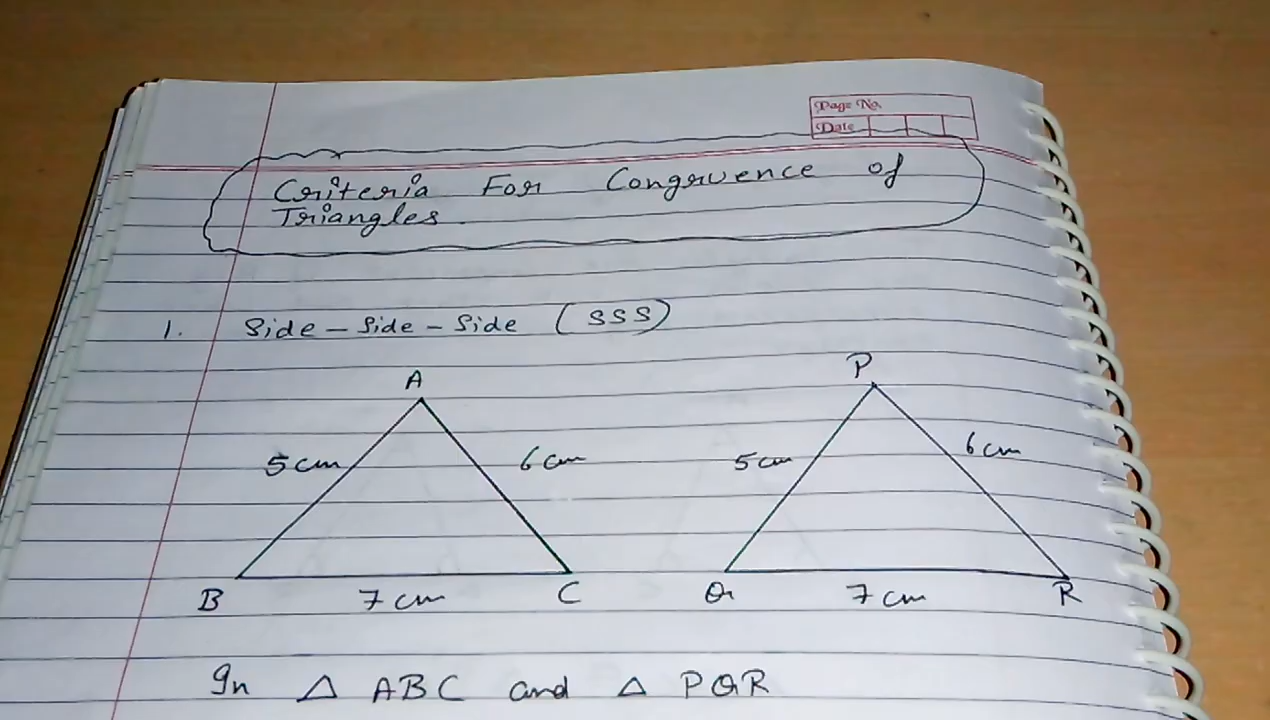 Page No.
Date
Criteria For Congruence of
Triangles
1. Side - Side - Side (SSS)
A
P
5 cm
6 cm
5 cm
6 cm
B
7 cm
C
Q
7 cm
R
In △ ABC and △ PQR